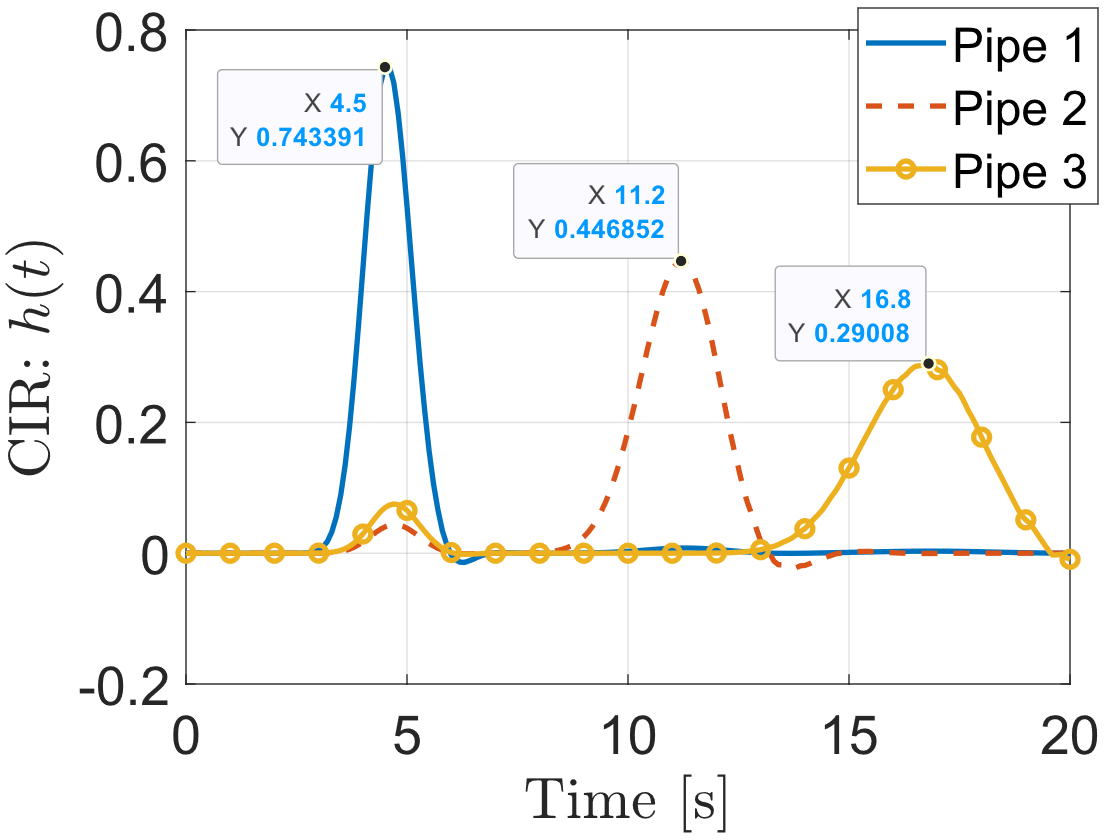 0.8
0.6
0.4
0.2
0
-0.2
CIR: h(t)
X 4.5
Y 0.743391
X 11.2
Y 0.446852
X 16.8
Y 0.29008
Pipe 1
Pipe 2
Pipe 3
0 5 10 15 20
Time [s]